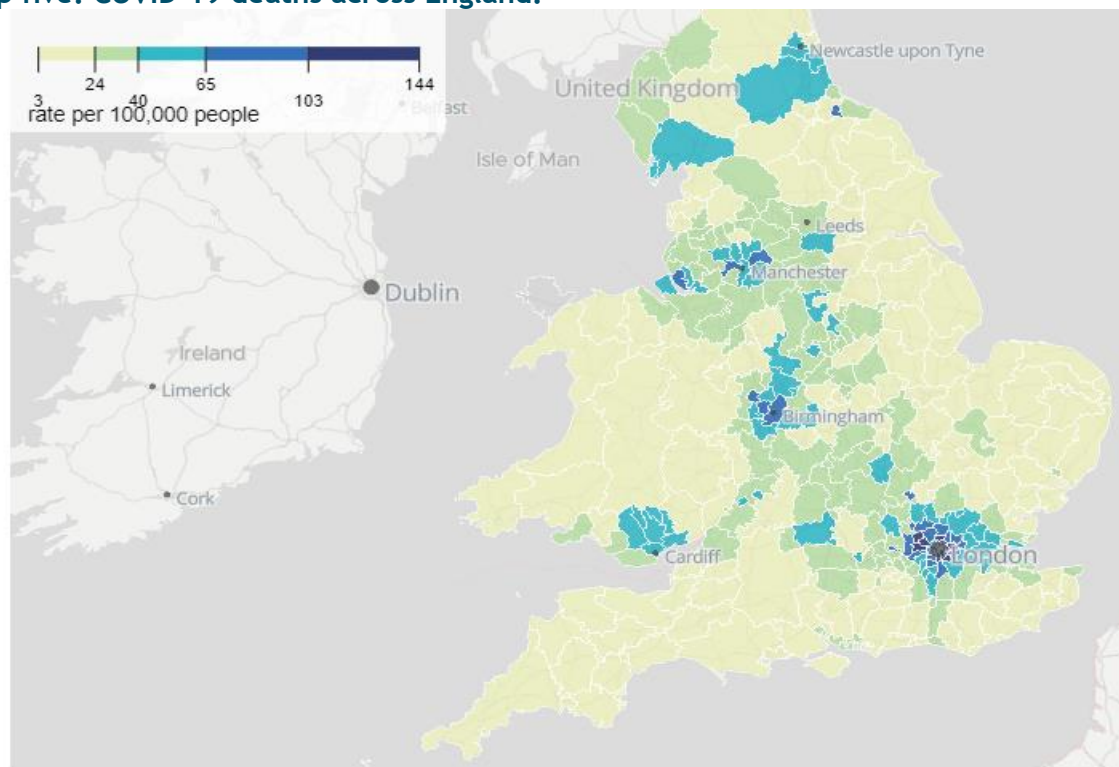 p five: COVID-19 deaths across England.
3 24 40 65 103 144
rate per 100,000 people
Belfast
Newcastle upon Tyne
United Kingdom
Isle of Man
Leeds
Manchester
Dublin
Ireland
Limerick
Birmingham
Cork
Cardiff
London